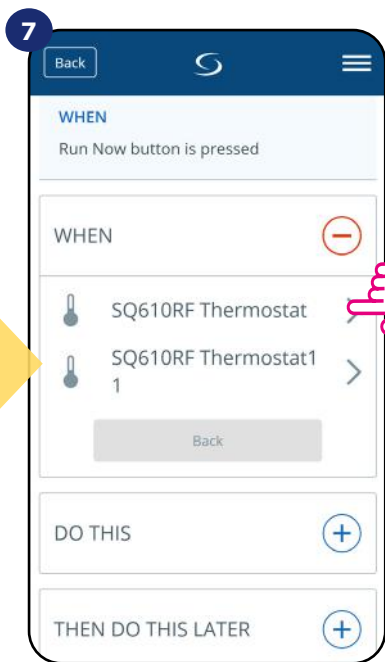 7
Back
WHEN
Run Now button is pressed
WHEN
SQ610RF Thermostat
SQ610RF Thermostat1
1
Back
DO THIS
THEN DO THIS LATER